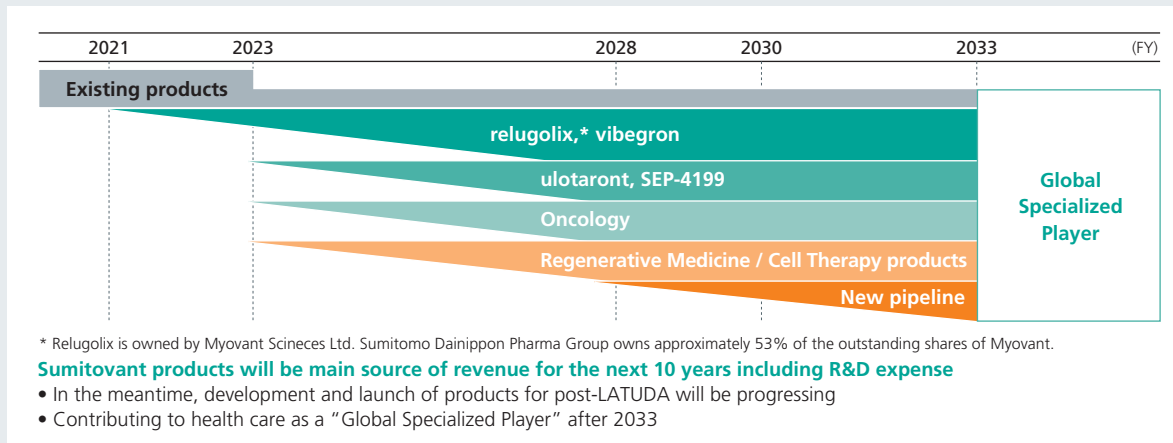 2021 2023 2028 2030 2033 (FY)
Existing products
relugolix,* vibegron
ulotaront, SEP-4199
Oncology
Regenerative Medicine / Cell Therapy products
New pipeline
Global
Specialized
Player
* Relugolix is owned by Myovant Scineces Ltd. Sumitomo Dainippon Pharma Group owns approximately 53% of the outstanding shares of Myovant.
Sumitovant products will be main source of revenue for the next 10 years including R&D expense
• In the meantime, development and launch of products for post-LATUDA will be progressing
• Contributing to health care as a “Global Specialized Player” after 2033